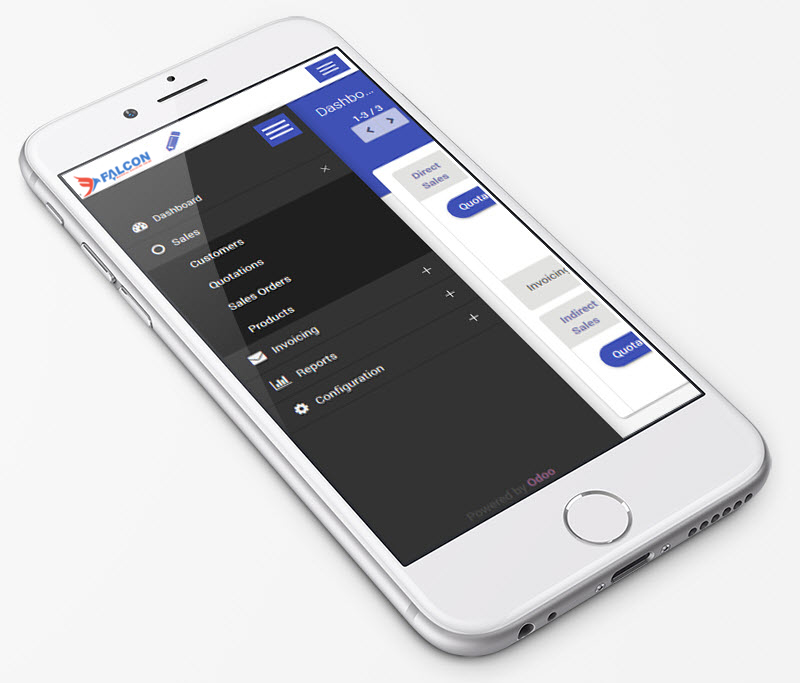 FALCON
Dashbo...
1-3 / 3
Dashboard
Sales
Customers
Quotations
Sales Orders
Products
Invoicing
Reports
Configuration
Powered by Odoo
Direct
Sales
Quota
Invoicing
Indirect
Sales
Quota